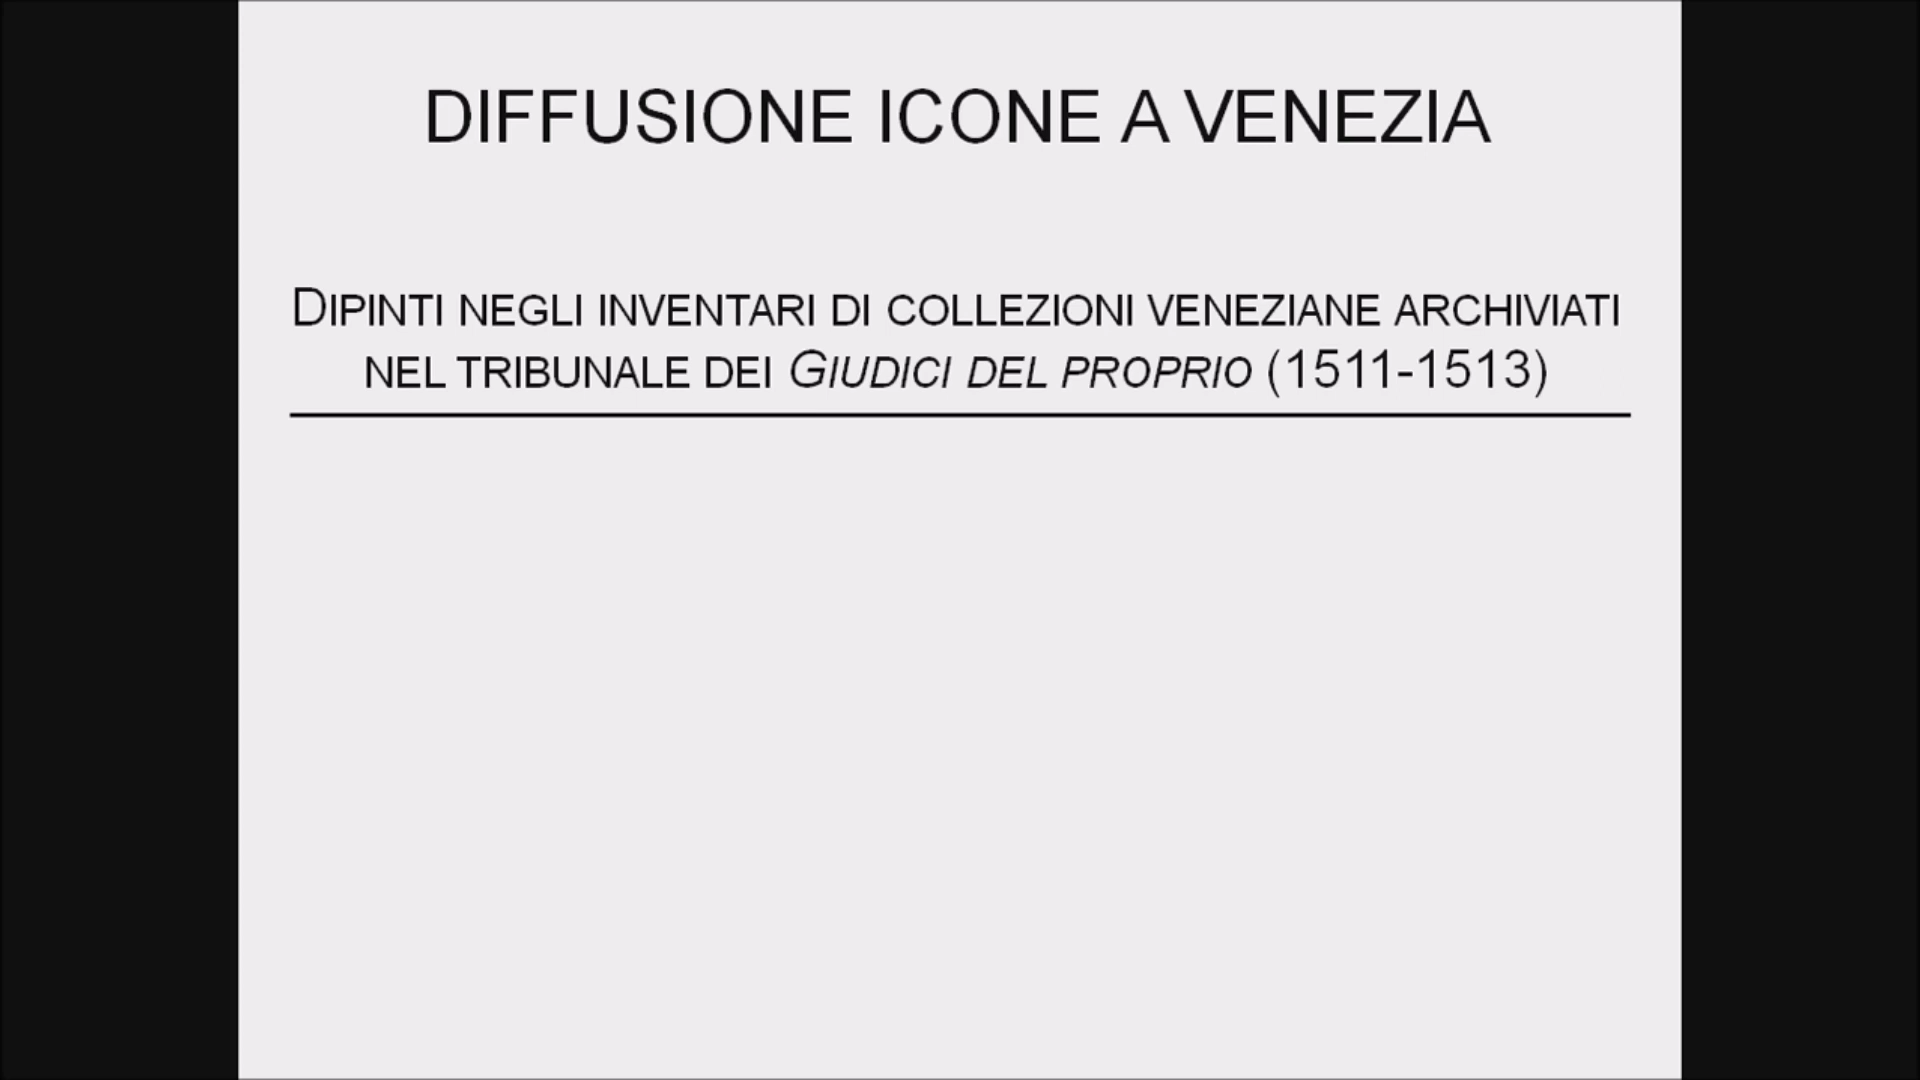 DIFFUSIONE ICONE A VENEZIA
DIPINTI NEGLI INVENTARI DI COLLEZIONI VENEZIANE ARCHIVIATI
NEL TRIBUNALE DEI GIUDICI DEL PROPRIO (1511-1513)